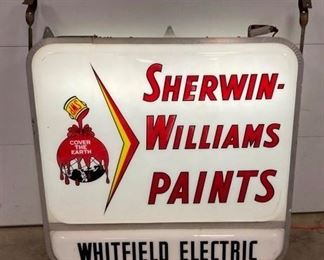 SHERWIN-
WILLIAMS
PAINTS
COVER
THE
EARTH
WHITFIELD ELECTRIC